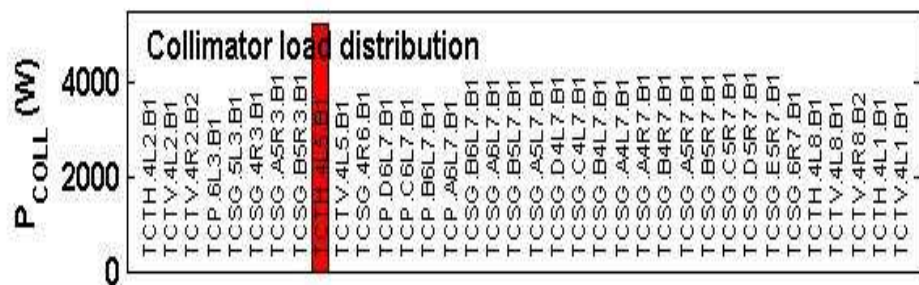 Collimator load distribution
P_COLL (W)
4000
2000
0
TCTH 4L2.B1
TCTV 4L2.B1
TCTV 4R2.B2
TCP .6L3.B1
TCSG 5L3.B1
TCSG 4R3.B1
TCSG A5R3.B1
TCSG B5R3.B1
TCTH 4L5.B1
TCTV 4L5.B1
TCSG 4R6.B1
TCP.D6L7.B1
TCP.C6L7.B1
TCP.B6L7.B1
TCP.A6L7.B1
TCSG B6L7.B1
TCSG A6L7.B1
TCSG B5L7.B1
TCSG A5L7.B1
TCSG D4L7.B1
TCSG C4L7.B1
TCSG B4L7.B1
TCSG A4L7.B1
TCSG A4R7.B1
TCSG B4R7.B1
TCSG A5R7.B1
TCSG B5R7.B1
TCSG C5R7.B1
TCSG D5R7.B1
TCSG E5R7.B1
TCSG 6R7.B1
TCTH 4L8.B1
TCTV 4L8.B1
TCTV 4R8.B2
TCTH 4L1.B1
TCTV 4L1.B1